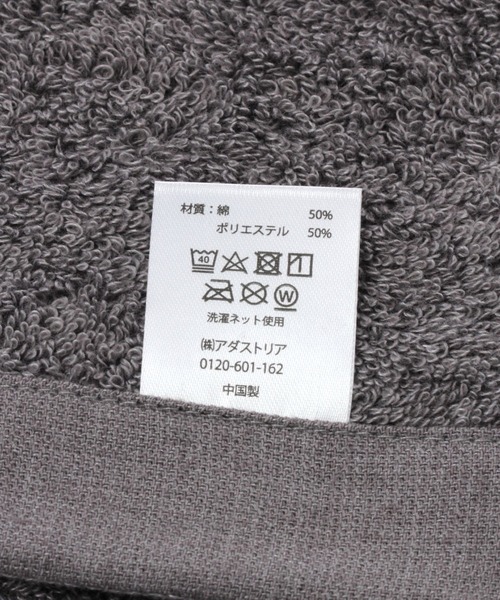 材質：綿 50%
ポリエステル 50%
40
W
洗濯ネット使用
㈱アダストリア
0120-601-162
中国製